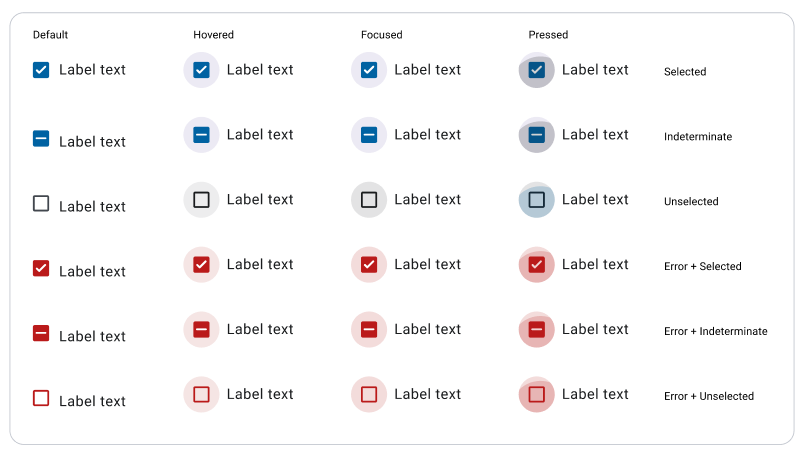 Default Hovered Focused Pressed
Label text Label text Label text Label text Selected
Label text Label text Label text Label text Indeterminate
Label text Label text Label text Label text Unselected
Label text Label text Label text Label text Error + Selected
Label text Label text Label text Label text Error + Indeterminate
Label text Label text Label text Label text Error + Unselected